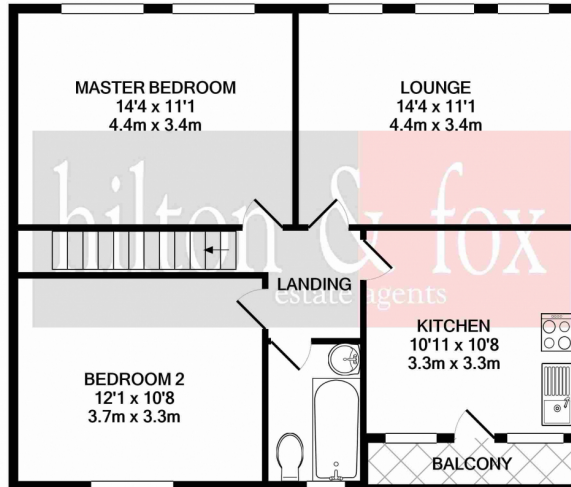 MASTER BEDROOM
14'4 x 11'1
4.4m x 3.4m
LOUNGE
14'4 x 11'1
4.4m x 3.4m
hilton & fox
estate agents
LANDING
KITCHEN
10'11 x 10'8
3.3m x 3.3m
BEDROOM 2
12'1 x 10'8
3.7m x 3.3m
BALCONY